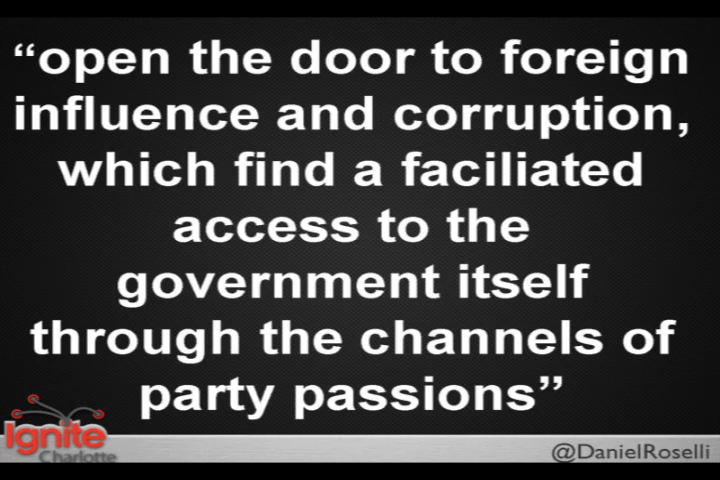 “open the door to foreign
influence and corruption,
which find a faciliated
access to the
government itself
through the channels of
party passions”
Ignite
Charlotte
@DanielRoselli